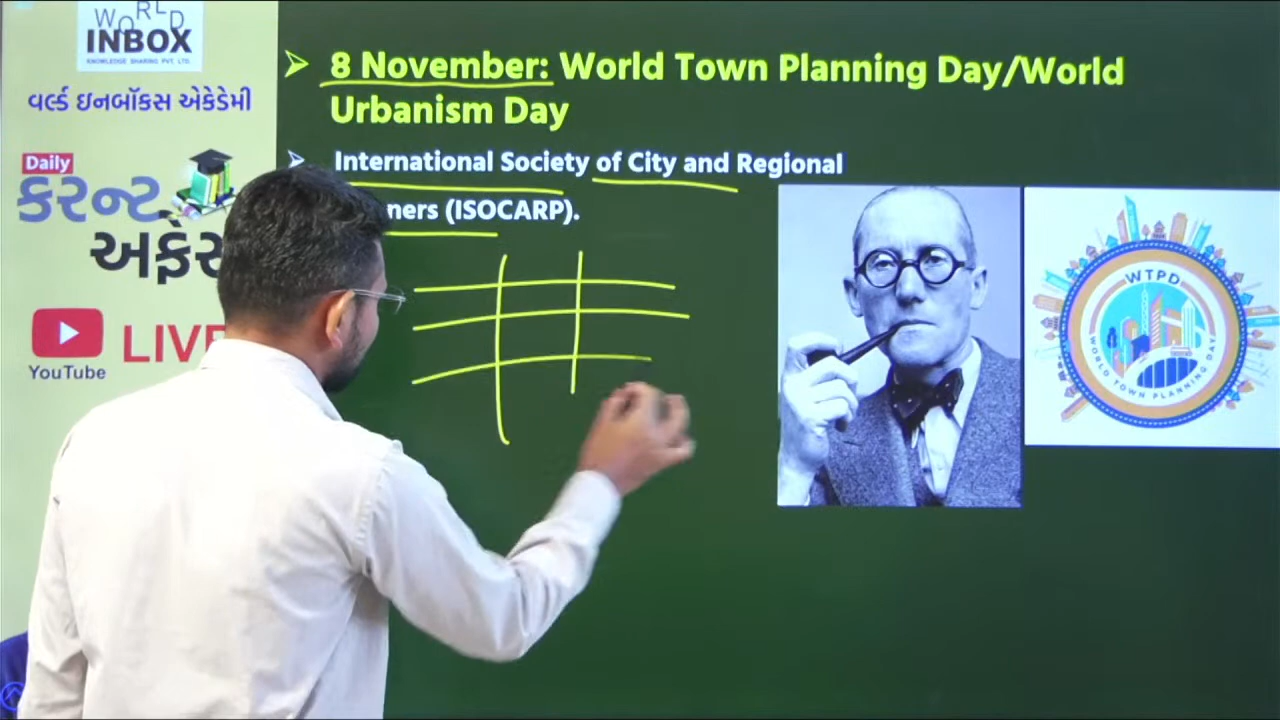 WORLD
INBOX
KNOWLEDGE SHARING PVT. LTD.
વર્લ્ડ ઇનબૉક્સ એકેડેમી
Daily
કરન્ટ
અફેર
YouTube
LIVE
➤ 8 November: World Town Planning Day/World
Urbanism Day
➤ International Society of City and Regional
ners (ISOCARP).
WTPD
WORLD TOWN PLANNING DAY